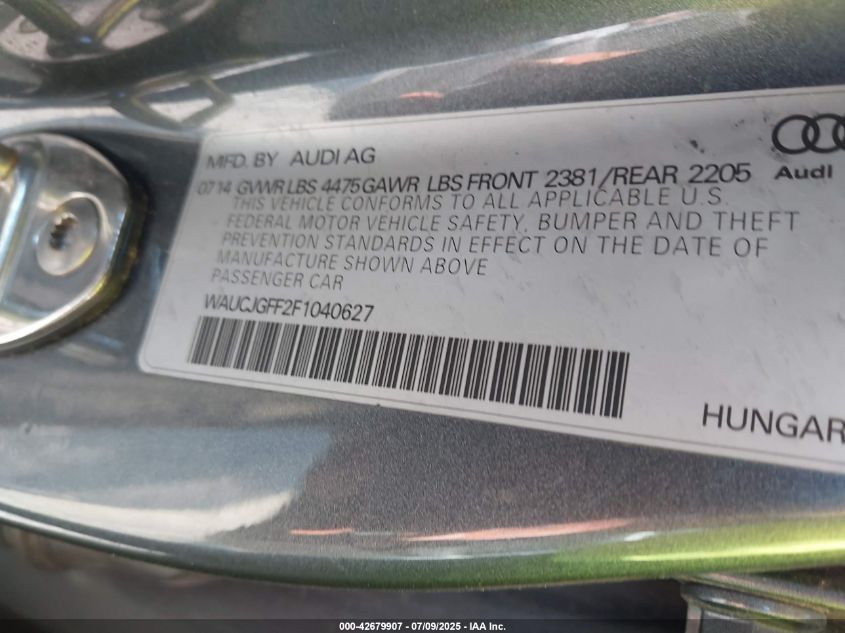 MFD. BY AUDI AG
Audi
07 14 GVWR LBS 4475 GAWR LBS FRONT 2381/REAR 2205
THIS VEHICLE CONFORMS TO ALL APPLICABLE U.S.
FEDERAL MOTOR VEHICLE SAFETY, BUMPER AND THEFT
PREVENTION STANDARDS IN EFFECT ON THE DATE OF
MANUFACTURE SHOWN ABOVE
PASSENGER CAR
WAUCJGFF2F1040627
HUNGAR
000-42679907 / 07/09/2025 - IAA Inc.